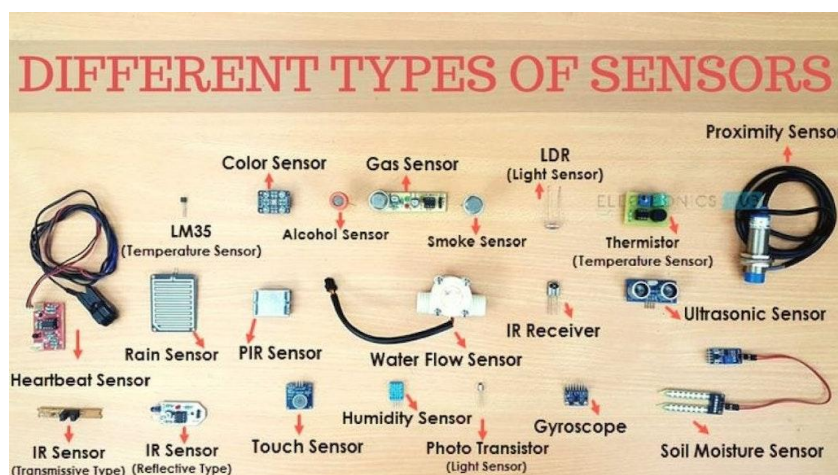 DIFFERENT TYPES OF SENSORS
Proximity Sensor
Color Sensor
Gas Sensor
LDR
(Light Sensor)
ELECTRONICS HUB
LM35
(Temperature Sensor)
Alcohol Sensor
Smoke Sensor
Thermistor
(Temperature Sensor)
Rain Sensor
PIR Sensor
Water Flow Sensor
IR Receiver
Ultrasonic Sensor
Heartbeat Sensor
IR Sensor
(Transmissive Type)
IR Sensor
(Reflective Type)
Touch Sensor
Humidity Sensor
Photo Transistor
(Light Sensor)
Gyroscope
Soil Moisture Sensor